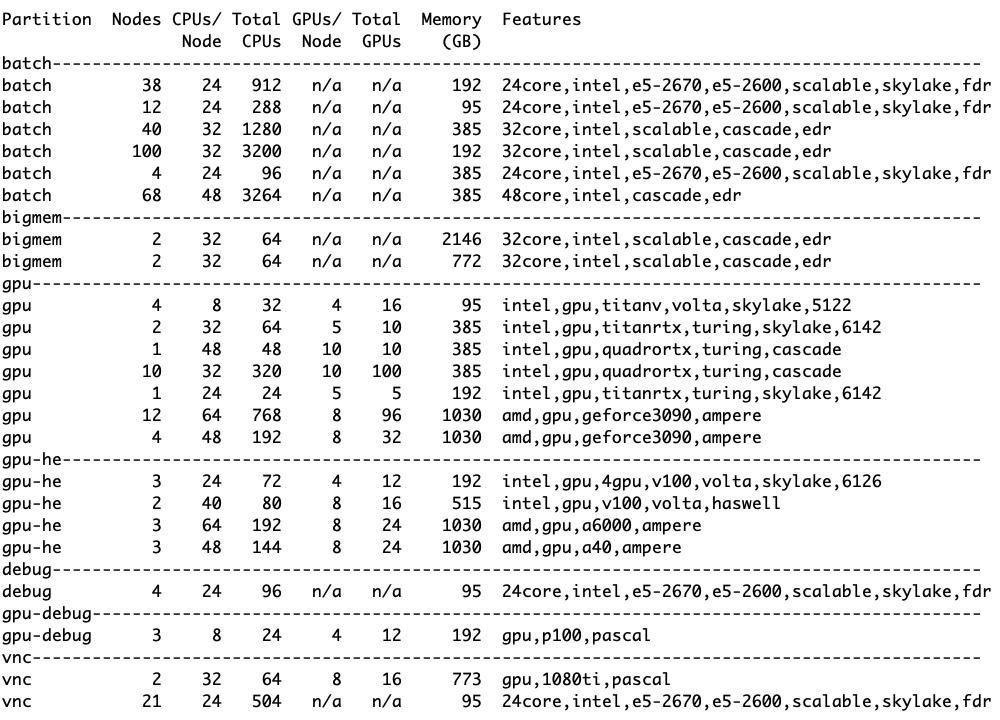 Partition  Nodes CPUs/ Total GPUs/ Total  Memory  Features
                  Node  CPUs  Node  GPUs    (GB)
batch---------------------------------------------------------------------------------------------
batch         38    24   912   n/a   n/a     192  24core,intel,e5-2670,e5-2600,scalable,skylake,fdr
batch         12    24   288   n/a   n/a      95  24core,intel,e5-2670,e5-2600,scalable,skylake,fdr
batch         40    32  1280   n/a   n/a     385  32core,intel,scalable,cascade,edr
batch        100    32  3200   n/a   n/a     192  32core,intel,scalable,cascade,edr
batch          4    24    96   n/a   n/a     385  24core,intel,e5-2670,e5-2600,scalable,skylake,fdr
batch         68    48  3264   n/a   n/a     385  48core,intel,cascade,edr
bigmem--------------------------------------------------------------------------------------------
bigmem         2    32    64   n/a   n/a    2146  32core,intel,scalable,cascade,edr
bigmem         2    32    64   n/a   n/a     772  32core,intel,scalable,cascade,edr
gpu-----------------------------------------------------------------------------------------------
gpu            4     8    32     4    16      95  intel,gpu,titanv,volta,skylake,5122
gpu            2    32    64     5    10     385  intel,gpu,titanrtx,turing,skylake,6142
gpu            1    48    48    10    10     385  intel,gpu,quadrortx,turing,cascade
gpu           10    32   320    10   100     385  intel,gpu,quadrortx,turing,cascade
gpu            1    24    24     5     5     192  intel,gpu,titanrtx,turing,skylake,6142
gpu           12    64   768     8    96    1030  amd,gpu,geforce3090,ampere
gpu            4    48   192     8    32    1030  amd,gpu,geforce3090,ampere
gpu-he--------------------------------------------------------------------------------------------
gpu-he         3    24    72     4    12     192  intel,gpu,4gpu,v100,volta,skylake,6126
gpu-he         2    40    80     8    16     515  intel,gpu,v100,volta,haswell
gpu-he         3    64   192     8    24    1030  amd,gpu,a6000,ampere
gpu-he         3    48   144     8    24    1030  amd,gpu,a40,ampere
debug---------------------------------------------------------------------------------------------
debug          4    24    96   n/a   n/a      95  24core,intel,e5-2670,e5-2600,scalable,skylake,fdr
gpu-debug-----------------------------------------------------------------------------------------
gpu-debug      3     8    24     4    12     192  gpu,p100,pascal
vnc-----------------------------------------------------------------------------------------------
vnc            2    32    64     8    16     773  gpu,1080ti,pascal
vnc           21    24   504   n/a   n/a      95  24core,intel,e5-2670,e5-2600,scalable,skylake,fdr